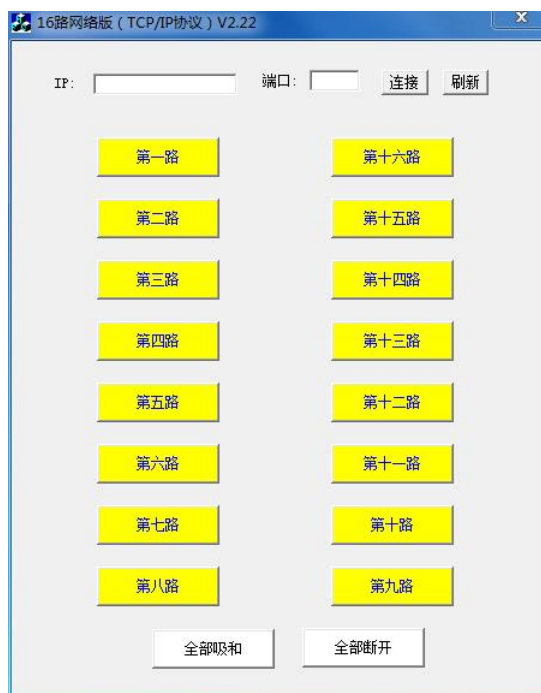 16路网络版(TCP/IP协议)V2.22
IP: 端口: 连接 刷新
第一路 第十六路
第二路 第十五路
第三路 第十四路
第四路 第十三路
第五路 第十二路
第六路 第十一路
第七路 第十路
第八路 第九路
全部吸和 全部断开